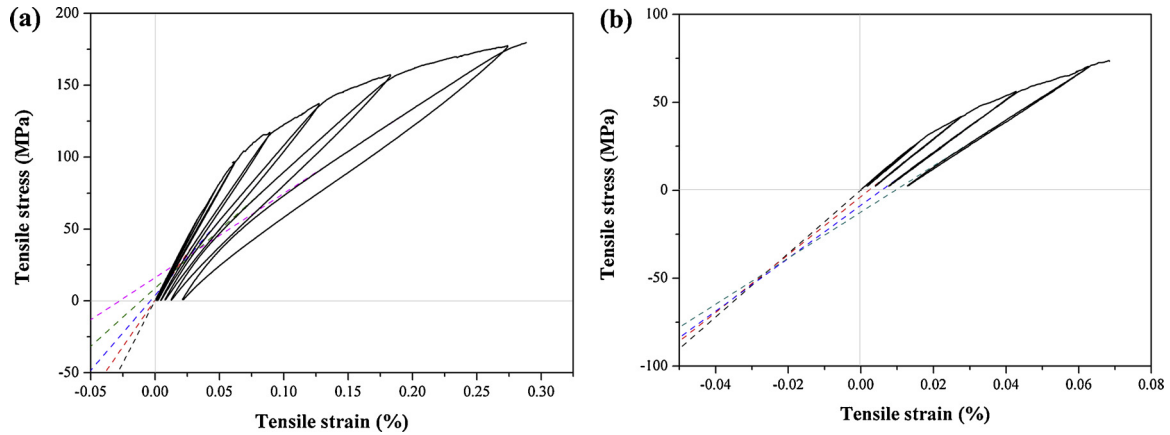 (a)
200
150
100
50
0
-50
Tensile stress (MPa)
-0.05 0.00 0.05 0.10 0.15 0.20 0.25 0.30
Tensile strain (%)
(b)
100
50
0
-50
-100
Tensile stress (MPa)
-0.04 -0.02 0.00 0.02 0.04 0.06 0.08
Tensile strain (%)